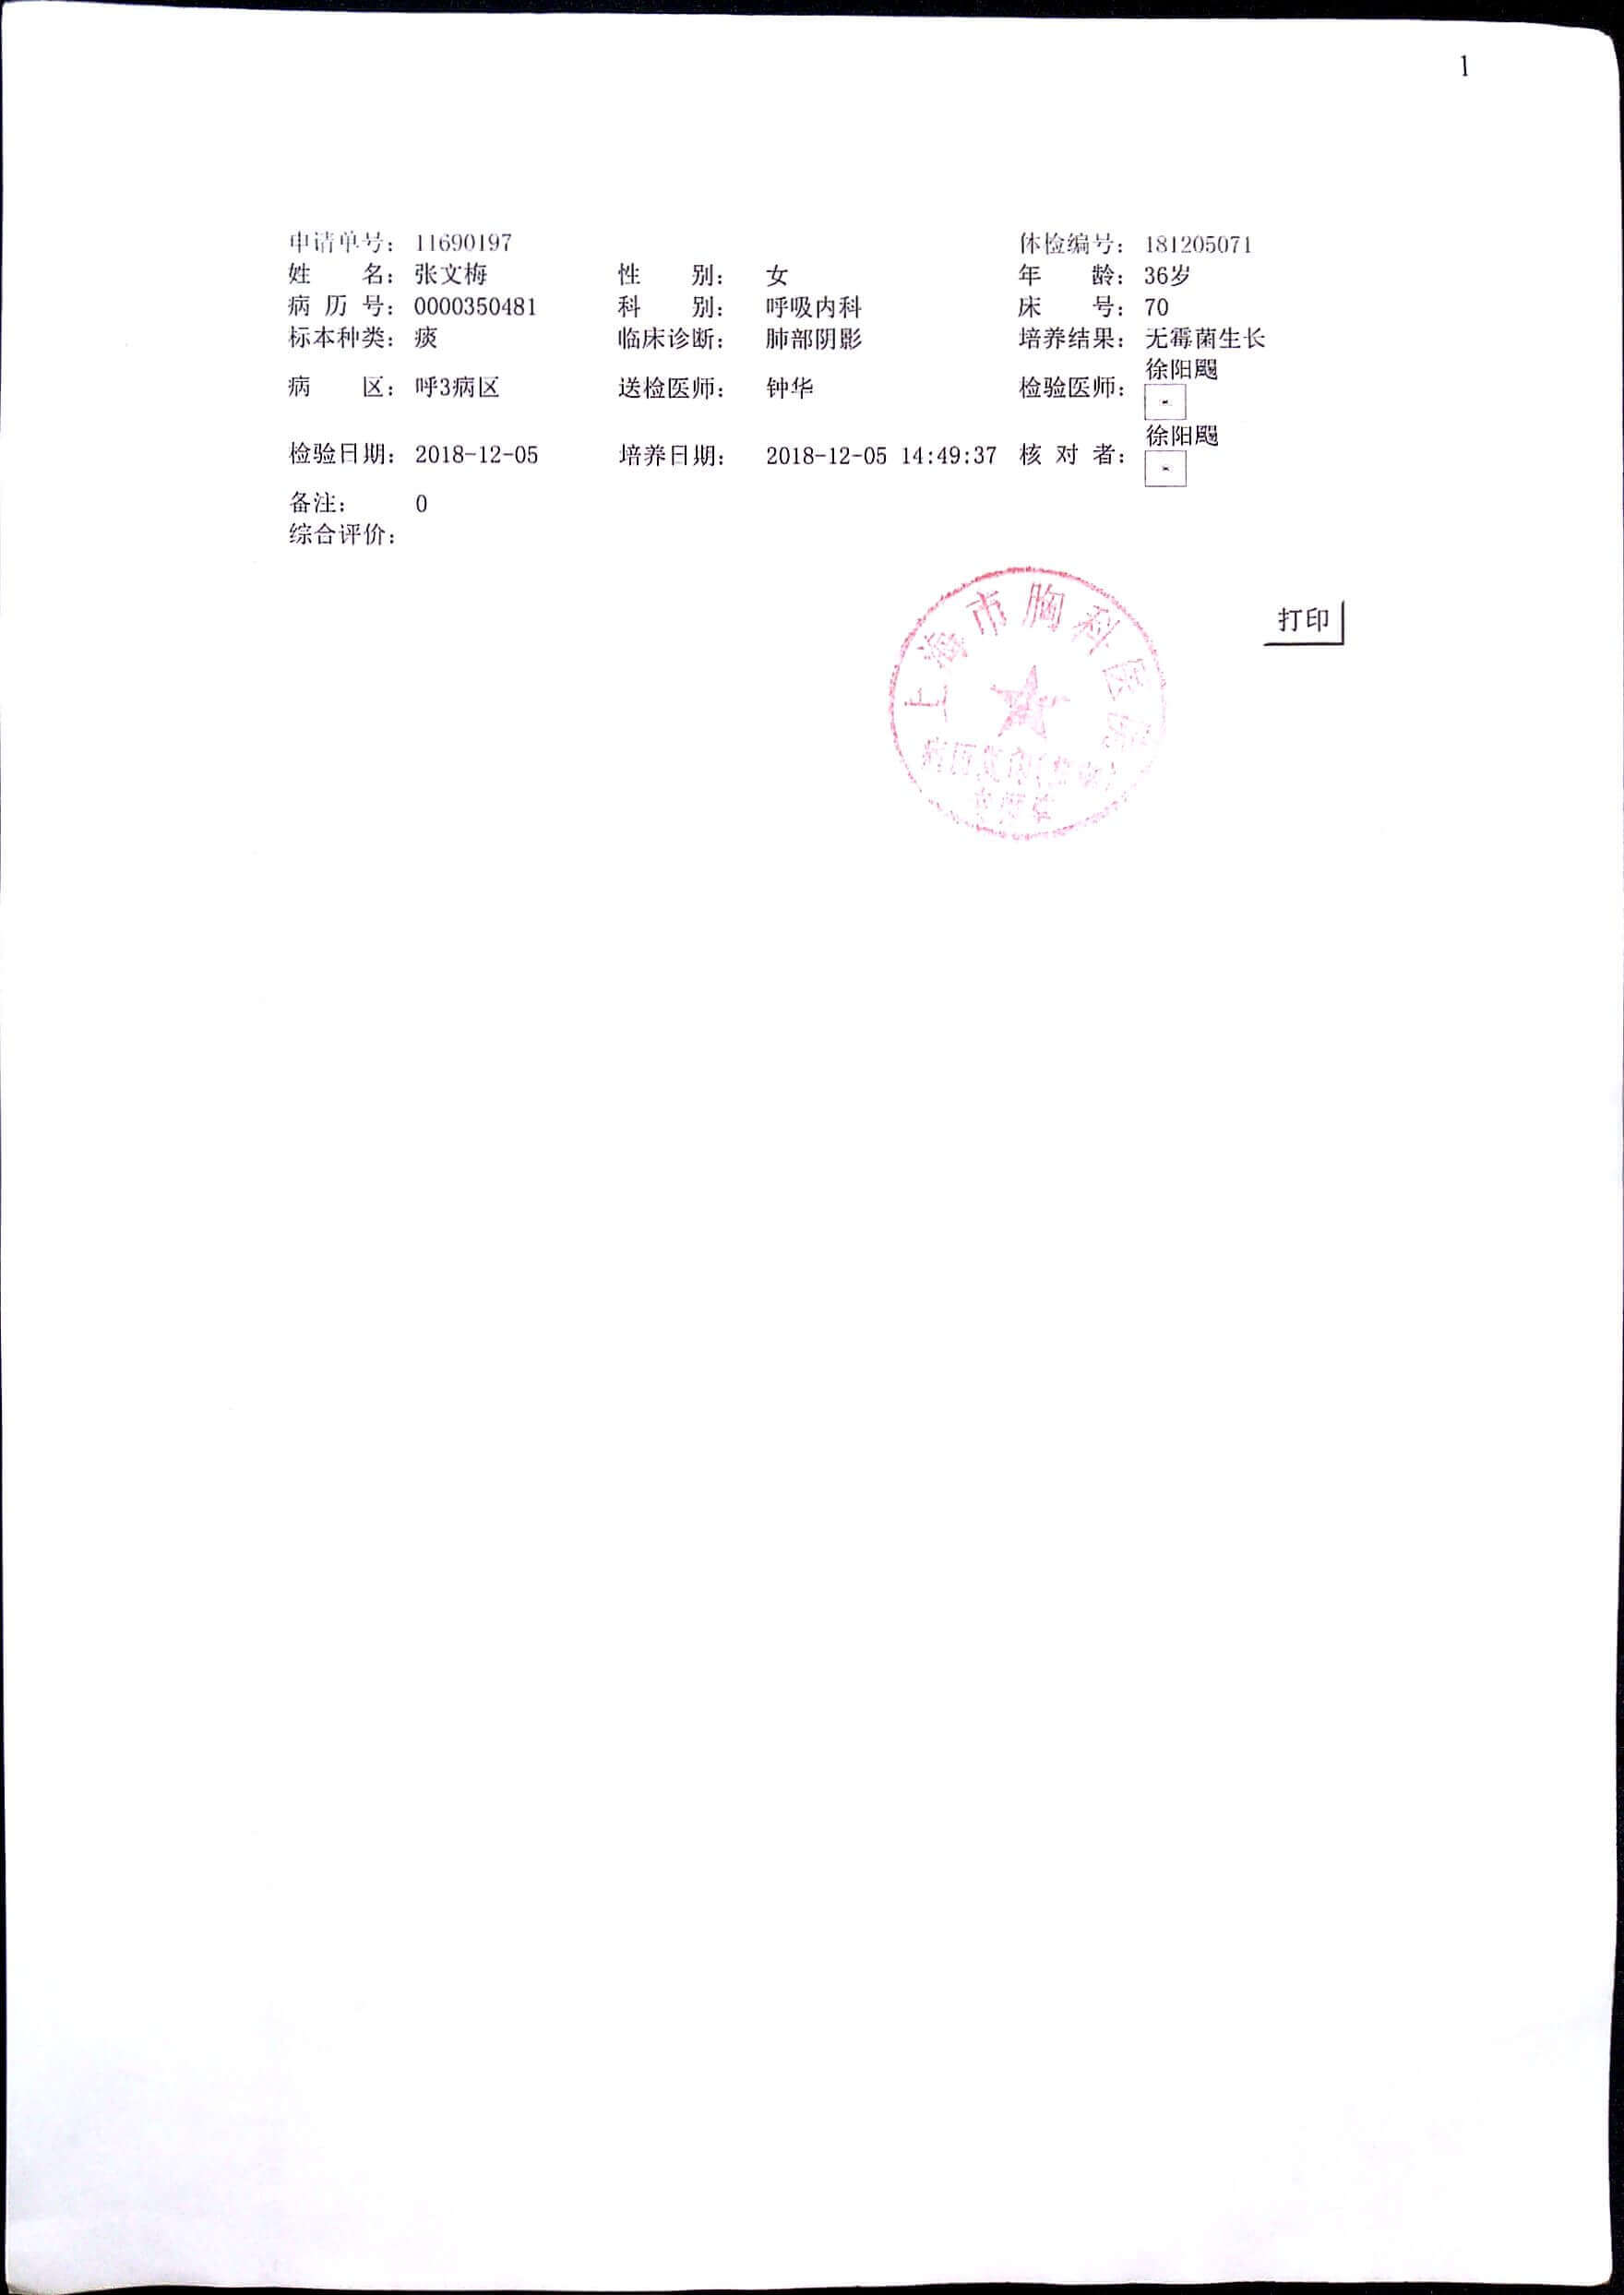 1
申请单号: 11690197 体检编号: 181205071
姓 名: 张文梅 性 别: 女 年 龄: 36岁
病 历 号: 0000350481 科 别: 呼吸内科 床 号: 70
标本种类: 痰 临床诊断: 肺部阴影 培养结果: 无霉菌生长
病 区: 呼3病区 送检医师: 钟华 检验医师: 徐阳飚
检验日期: 2018-12-05 培养日期: 2018-12-05 14:49:37 核 对 者: 徐阳飚
备注: 0
综合评价:
打印
上海市胸科医院
病历复印